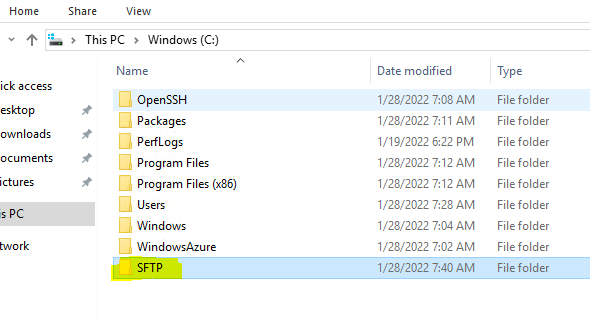 Home Share View
This PC > Windows (C:)
Name Date modified Type
ick access
esktop
ownloads
ocuments
ictures
is PC
etwork
OpenSSH 1/28/2022 7:08 AM File folder
Packages 1/28/2022 7:11 AM File folder
PerfLogs 1/19/2022 6:22 PM File folder
Program Files 1/28/2022 7:12 AM File folder
Program Files (x86) 1/28/2022 7:12 AM File folder
Users 1/28/2022 7:28 AM File folder
Windows 1/28/2022 7:04 AM File folder
WindowsAzure 1/28/2022 7:02 AM File folder
SFTP 1/28/2022 7:40 AM File folder